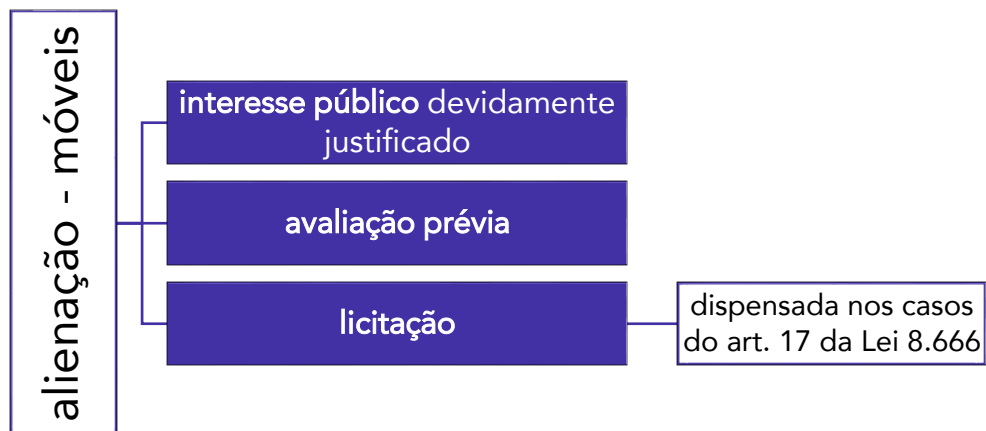 alienação - móveis
interesse público devidamente
justificado
avaliação prévia
licitação
dispensada nos casos
do art. 17 da Lei 8.666